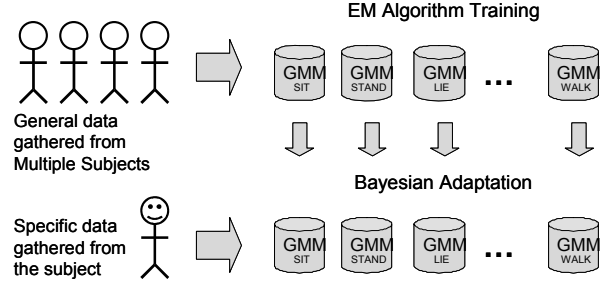 EM Algorithm Training
GMM GMM GMM ... GMM
SIT STAND LIE WALK
General data
gathered from
Multiple Subjects
Bayesian Adaptation
Specific data
gathered from
the subject
GMM GMM GMM ... GMM
SIT STAND LIE WALK